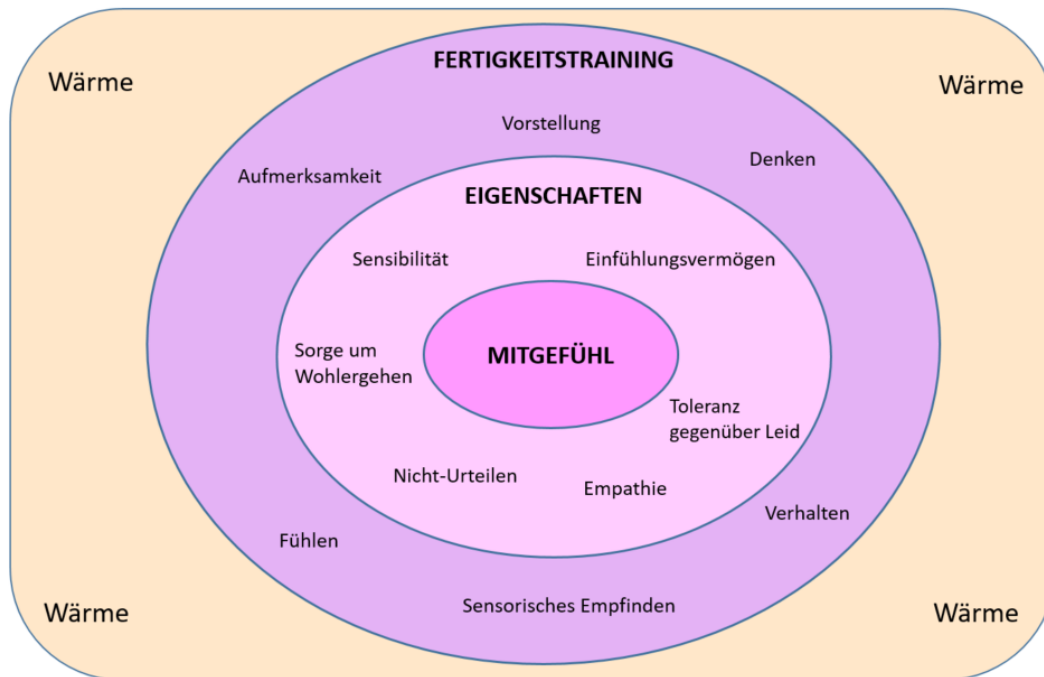 FERTIGKEITSTRAINING
Wärme
Wärme
Vorstellung
Denken
Aufmerksamkeit
EIGENSCHAFTEN
Sensibilität
Einfühlungsvermögen
Sorge um
Wohlergehen
MITGEFÜHL
Toleranz
gegenüber Leid
Nicht-Urteilen
Empathie
Verhalten
Fühlen
Sensorisches Empfinden
Wärme
Wärme